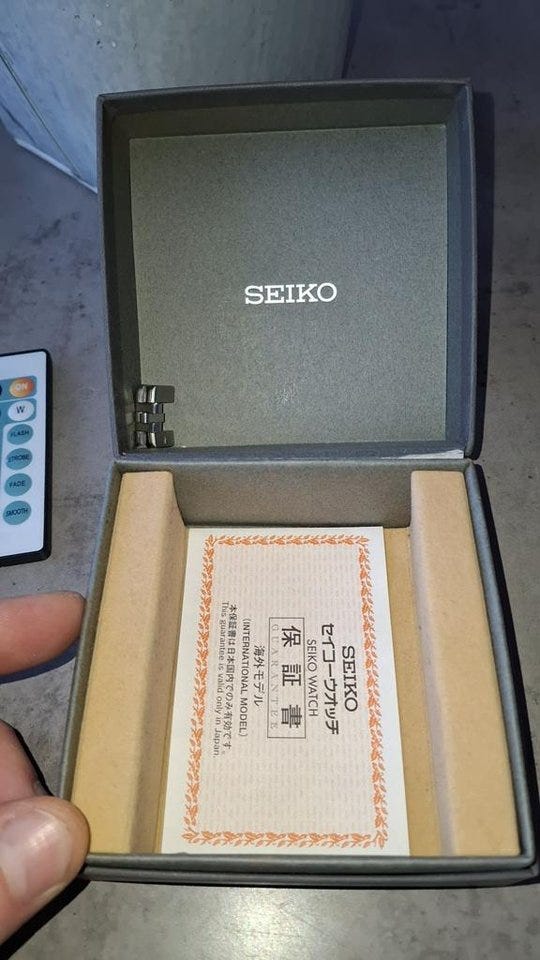 SEIKO
ON
W
FLASH
STROBE
FADE
SMOOTH
SEIKO
セイコーウオッチ
SEIKO WATCH
保証書
GUARANTEE
海外モデル
(INTERNATIONAL MODEL)
本保証書は日本国内でのみ有効です。
This guarantee is valid only in Japan.